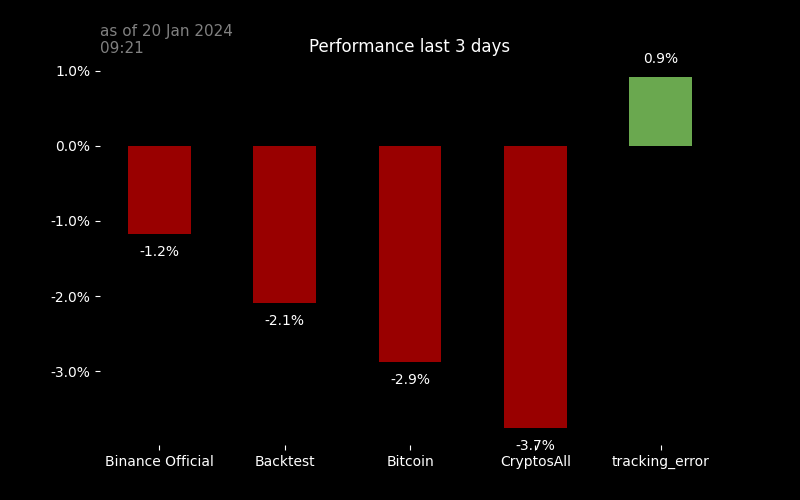 as of 20 Jan 2024
09:21
Performance last 3 days
1.0%
0.0%
-1.0%
-2.0%
-3.0%
0.9%
-1.2%
-2.1%
-2.9%
-3.7%
Binance Official
Backtest
Bitcoin
CryptosAll
tracking_error